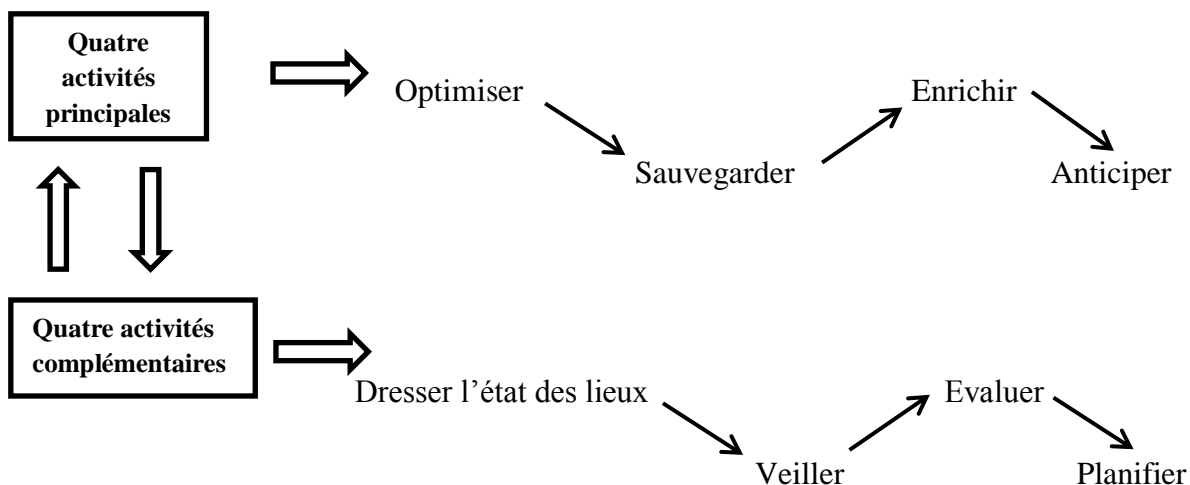 Quatre
activités
principales
Optimiser
Enrichir
Sauvegarder
Anticiper
Quatre activités
complémentaires
Dresser l’état des lieux
Evaluer
Veiller
Planifier